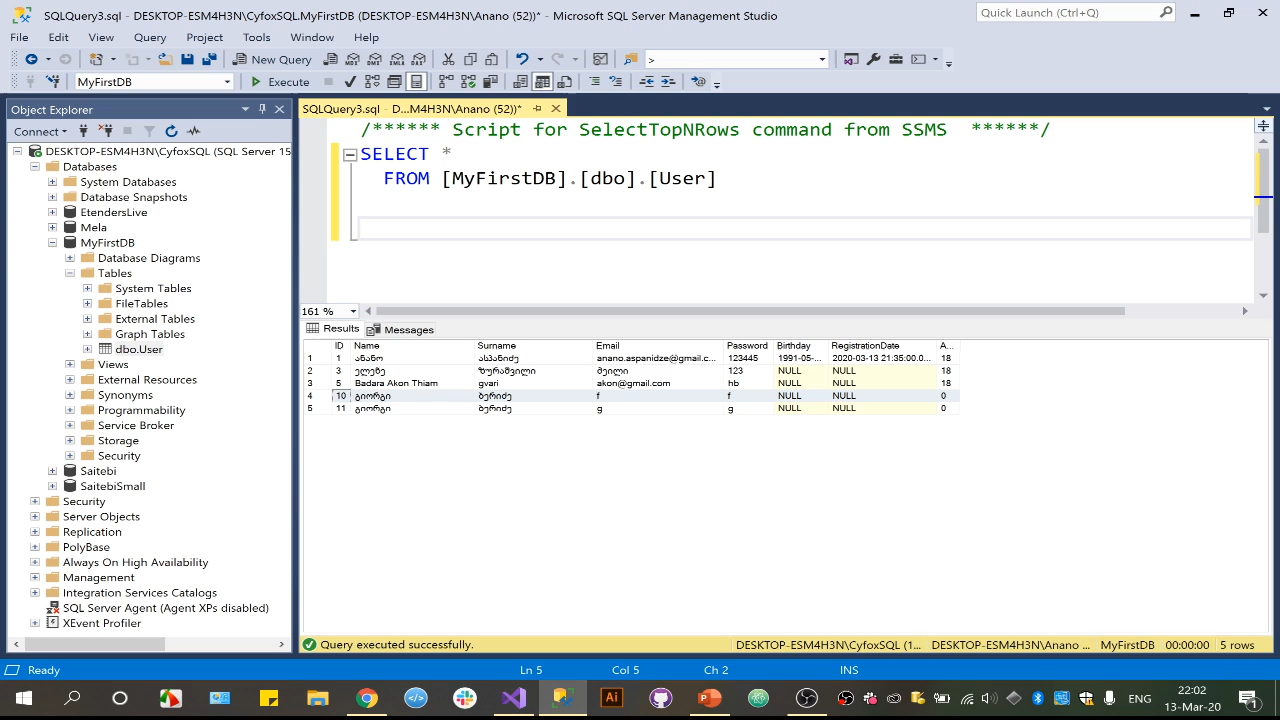 SQLQuery3.sql - DESKTOP-ESM4H3N\CyfoxSQL.MyFirstDB (DESKTOP-ESM4H3N\Anano (52))* - Microsoft SQL Server Management Studio
Quick Launch (Ctrl+Q)
File Edit View Query Project Tools Window Help
New Query MDX DMX XMLA DAX >
MyFirstDB Execute
Object Explorer
SQLQuery3.sql - D...M4H3N\Anano (52))*
Connect
DESKTOP-ESM4H3N\CyfoxSQL (SQL Server 15
Databases
System Databases
Database Snapshots
EtendersLive
Mela
MyFirstDB
Database Diagrams
Tables
System Tables
FileTables
External Tables
Graph Tables
dbo.User
Views
External Resources
Synonyms
Programmability
Service Broker
Storage
Security
Saitebi
SaitebiSmall
Security
Server Objects
Replication
PolyBase
Always On High Availability
Management
Integration Services Catalogs
SQL Server Agent (Agent XPs disabled)
XEvent Profiler
/****** Script for SelectTopNRows command from SSMS ******/
SELECT *
FROM [MyFirstDB].[dbo].[User]
161 %
Results Messages
ID Name Surname Email Password Birthday RegistrationDate A...
1 1 ანანო ასპანიძე anano.aspanidze@gmail.c... 123445 1991-05-... 2020-03-13 21:35:00.0... 18
2 3 ელენე ზურაშვილი მეილი 123 NULL NULL 18
3 5 Badara Akon Thiam gvari akon@gmail.com hb NULL NULL 18
4 10 გიორგი ბერიძე f f NULL NULL 0
5 11 გიორგი ბერიძე g g NULL NULL 0
Query executed successfully. DESKTOP-ESM4H3N\CyfoxSQL (1... DESKTOP-ESM4H3N\Anano ... MyFirstDB 00:00:00 5 rows
Ready Ln 5 Col 5 Ch 2 INS
Ai
ENG
22:02
13-Mar-20
1